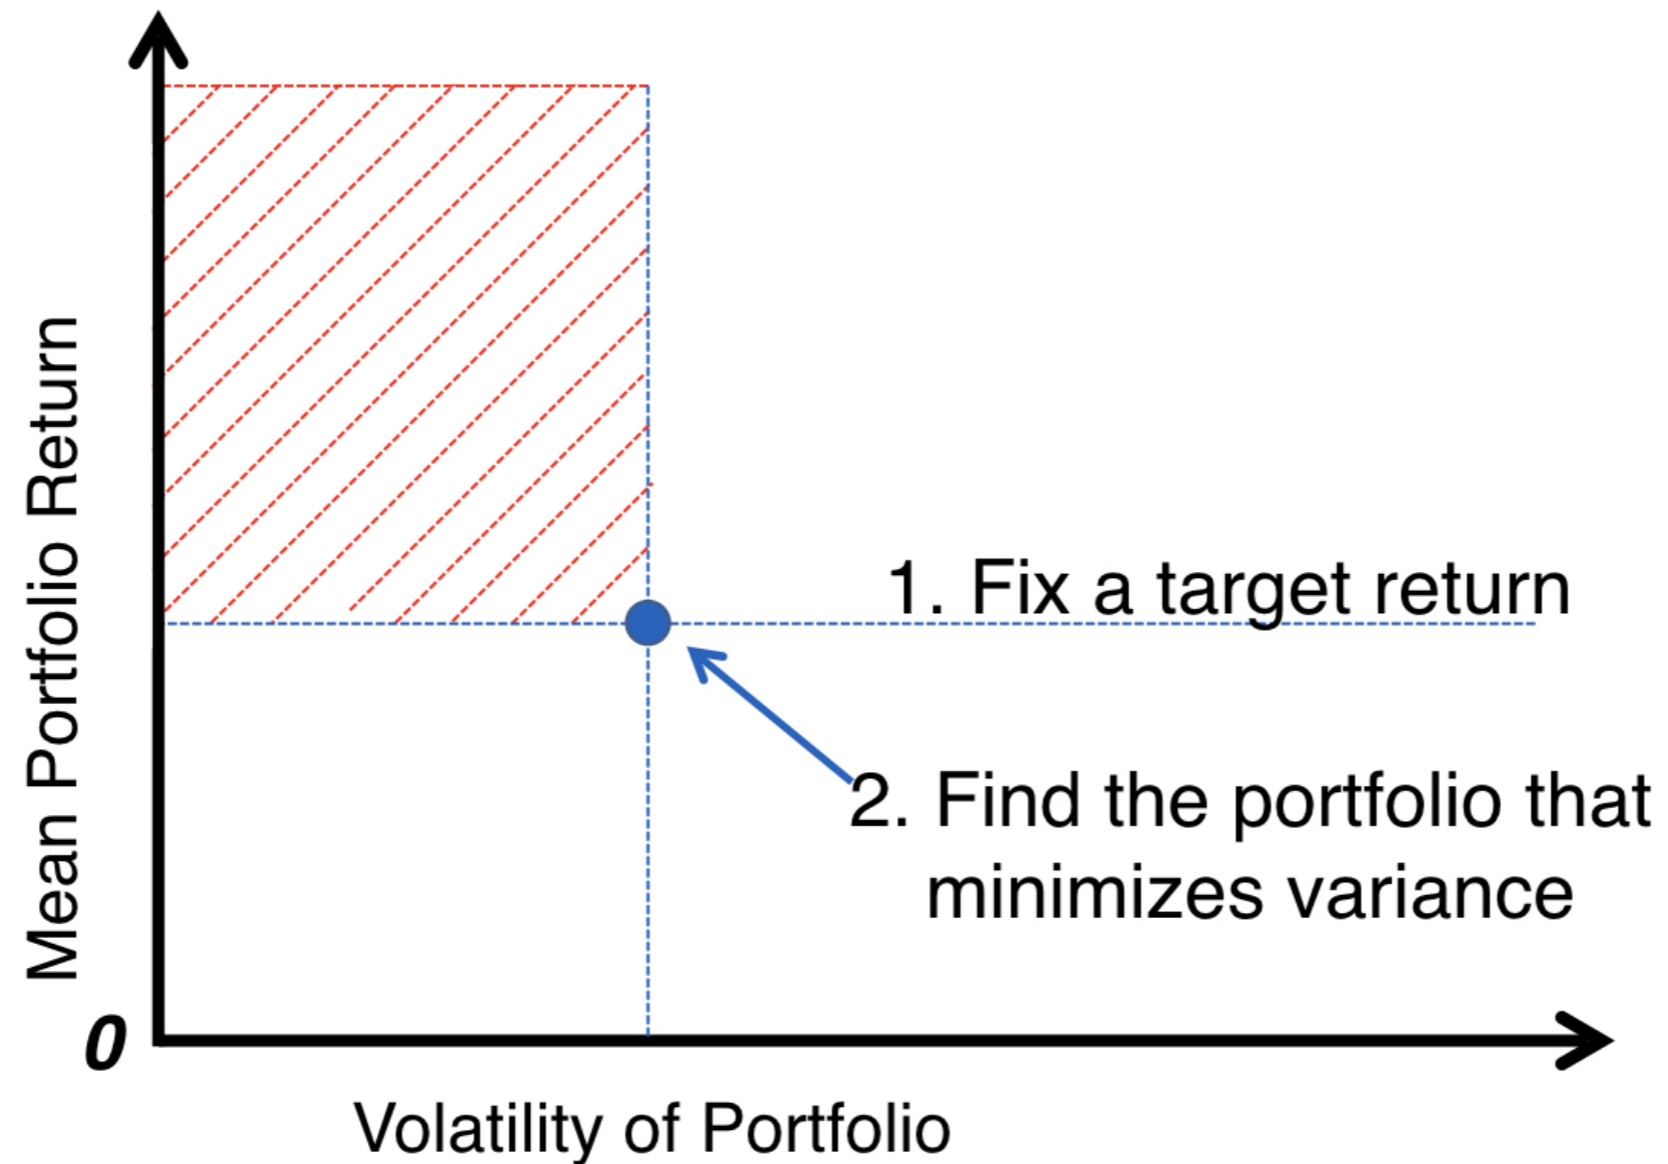 Mean Portfolio Return
1. Fix a target return
2. Find the portfolio that
minimizes variance
0
Volatility of Portfolio